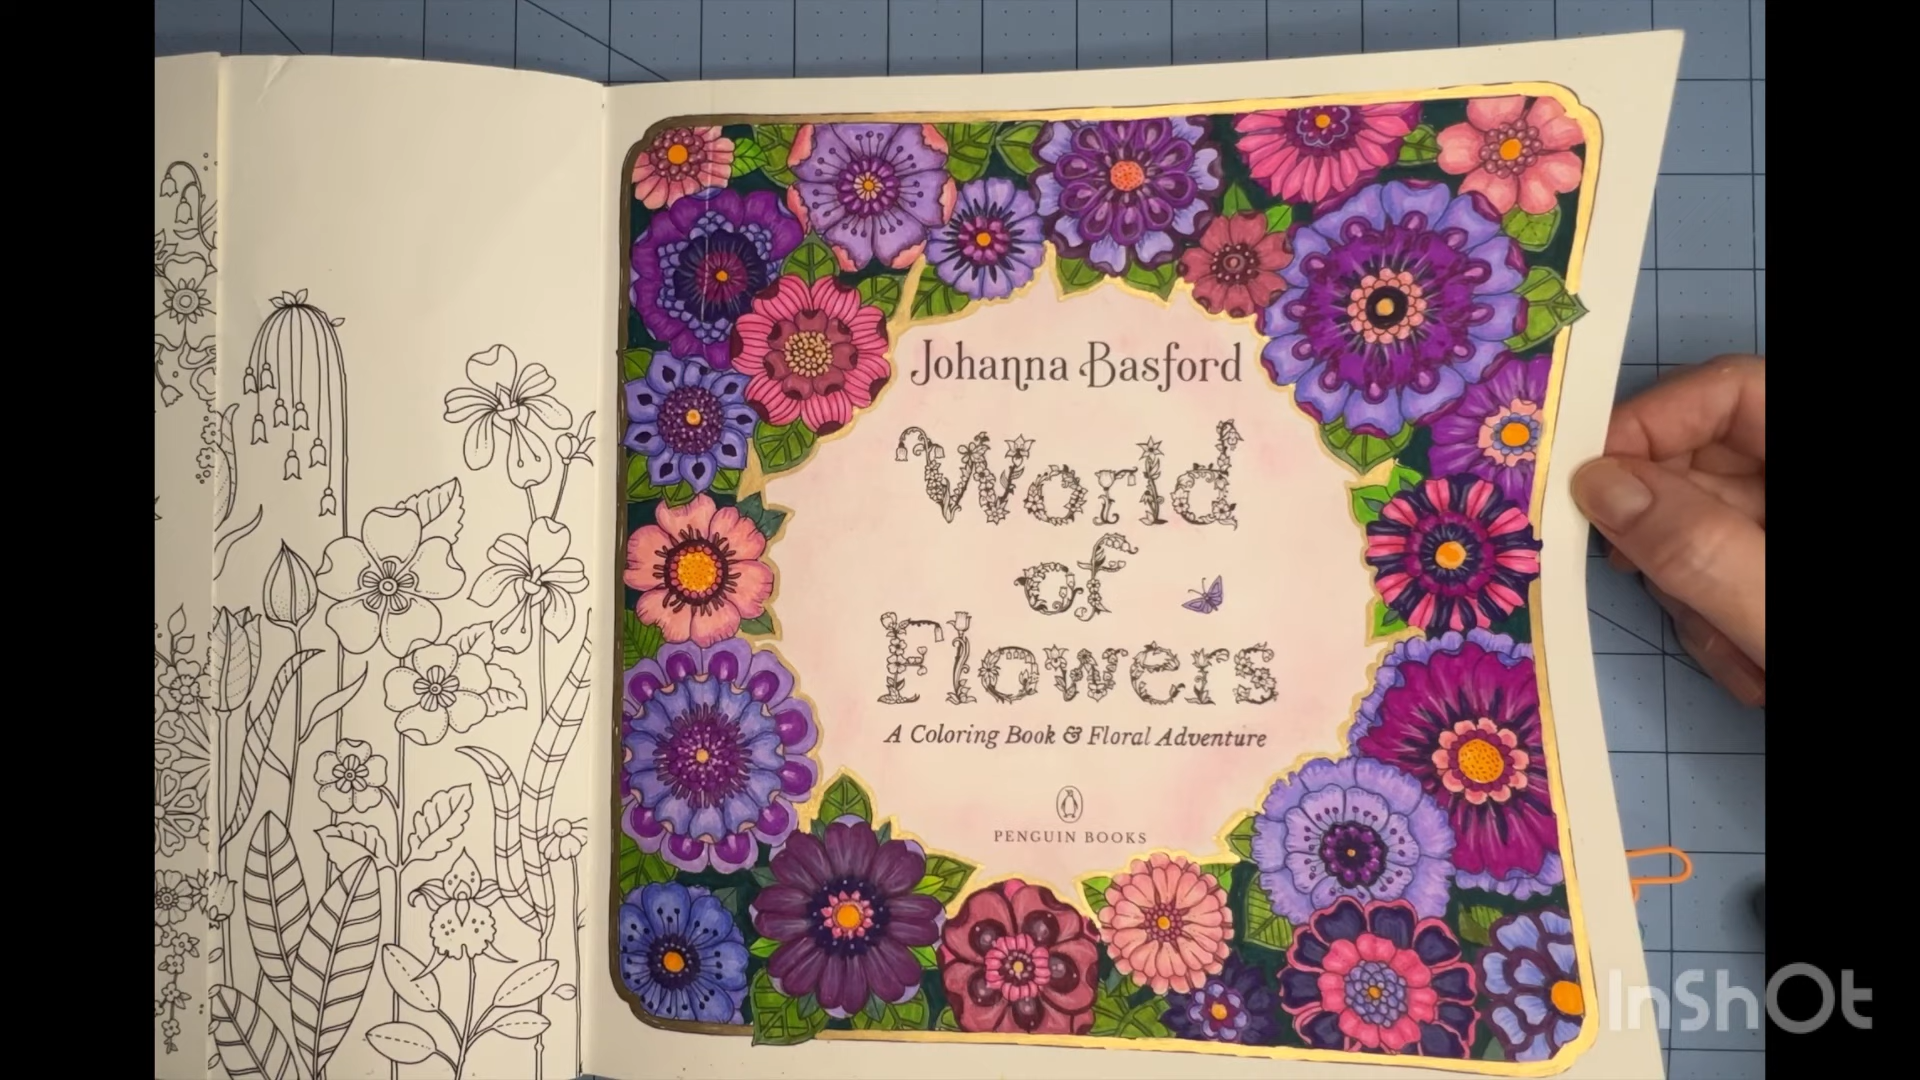 Johanna Basford
World
of
Flowers
A Coloring Book & Floral Adventure
PENGUIN BOOKS
InShOt